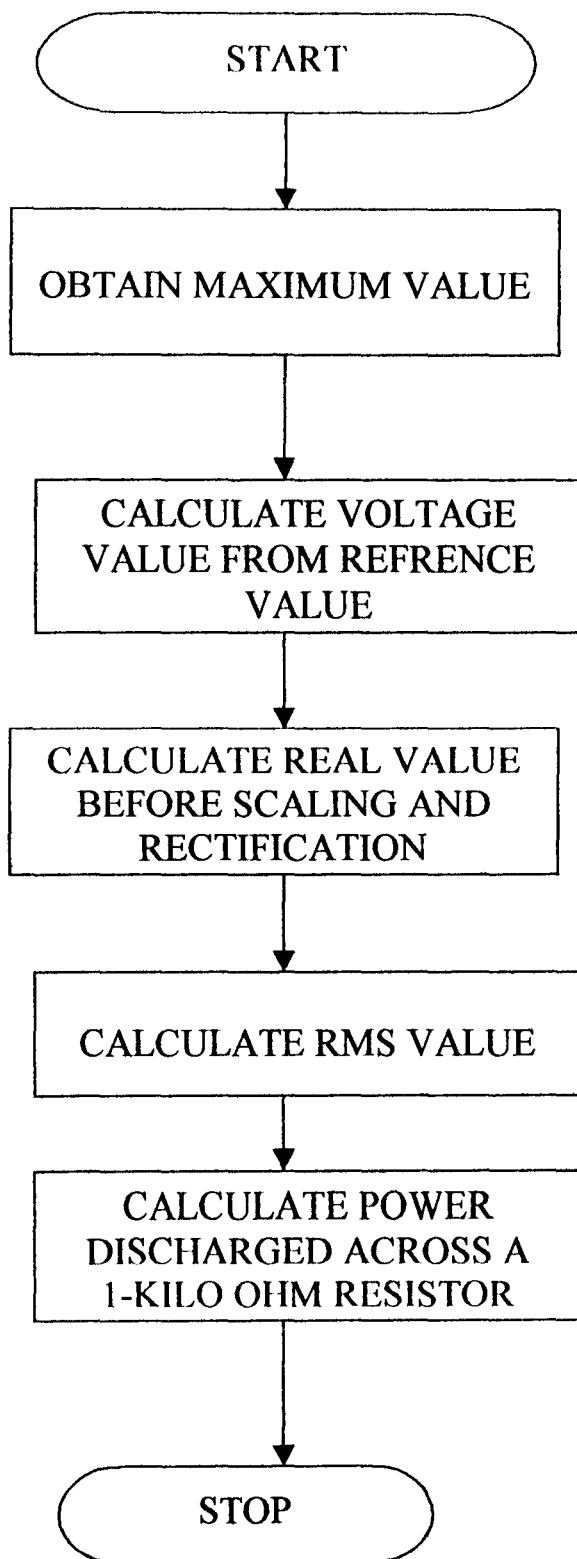 START
OBTAIN MAXIMUM VALUE
CALCULATE VOLTAGE
VALUE FROM REFRENCE
VALUE
CALCULATE REAL VALUE
BEFORE SCALING AND
RECTIFICATION
CALCULATE RMS VALUE
CALCULATE POWER
DISCHARGED ACROSS A
1-KILO OHM RESISTOR
STOP